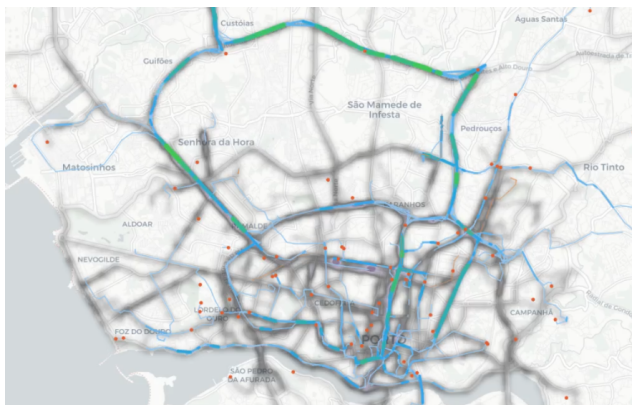 Custóias
Águas Santas
Guifões
São Mamede de
Infesta
Pedrouços
Senhora da Hora
Matosinhos
Rio Tinto
ALDOAR
NEVOGILDE
CAMPANHÃ
FOZ DO DOURO
PORTO
SÃO PEDRO
DA AFURADA